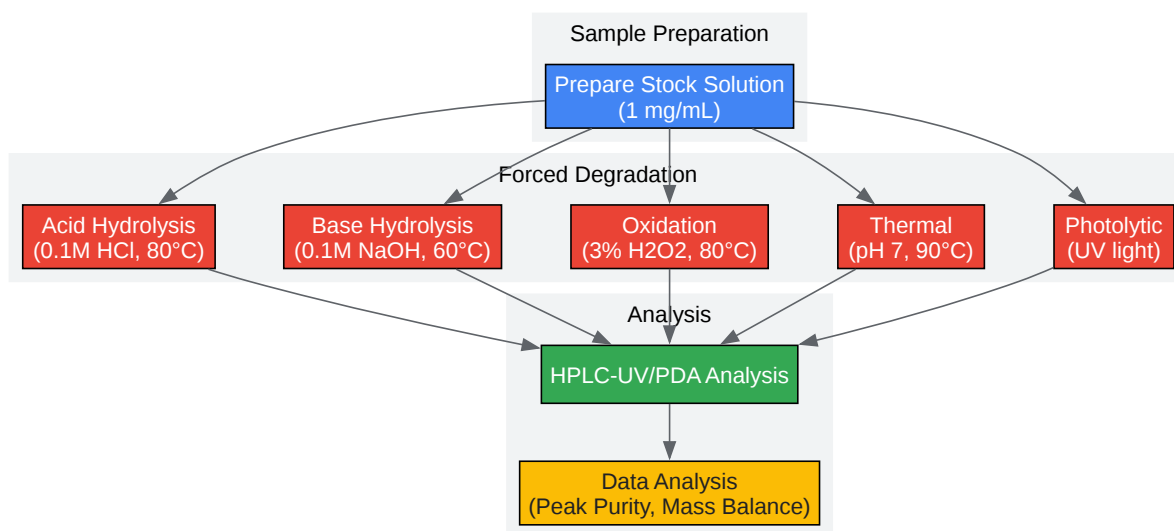 Sample Preparation
Prepare Stock Solution
(1 mg/mL)
Forced Degradation
Acid Hydrolysis
(0.1M HCl, 80°C)
Base Hydrolysis
(0.1M NaOH, 60°C)
Oxidation
(3% H2O2, 80°C)
Thermal
(pH 7, 90°C)
Photolytic
(UV light)
Analysis
HPLC-UV/PDA Analysis
Data Analysis
(Peak Purity, Mass Balance)